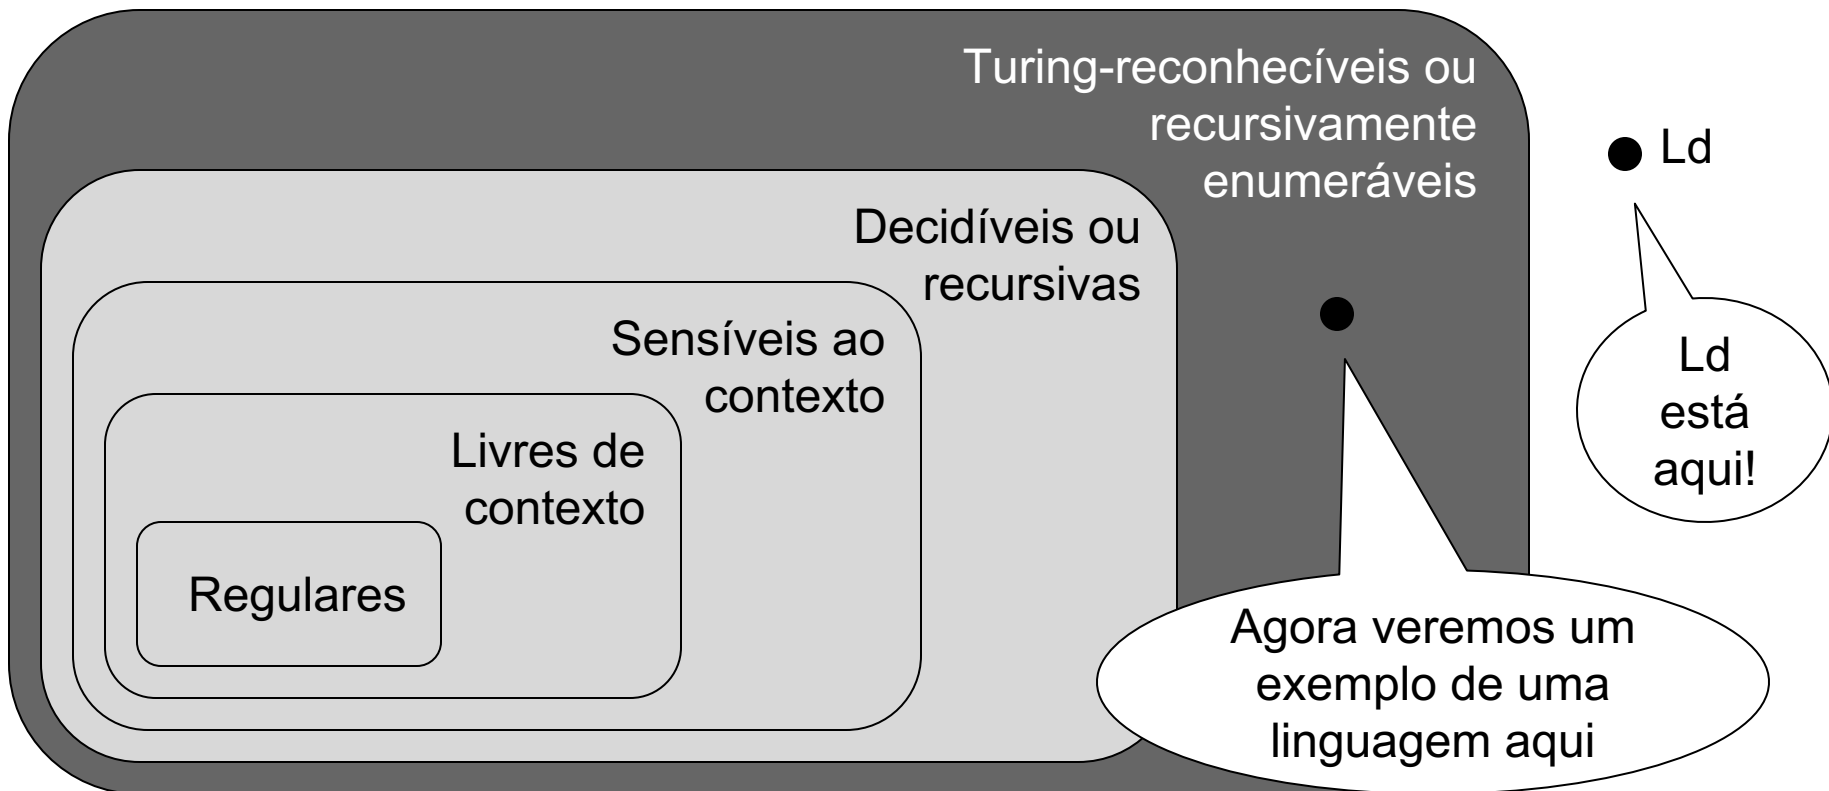 Turing-reconhecíveis ou
recursivamente
enumeráveis
Ld
Decidíveis ou
recursivas
Sensíveis ao
contexto
Ld
está
aqui!
Livres de
contexto
Regulares
Agora veremos um
exemplo de uma
linguagem aqui